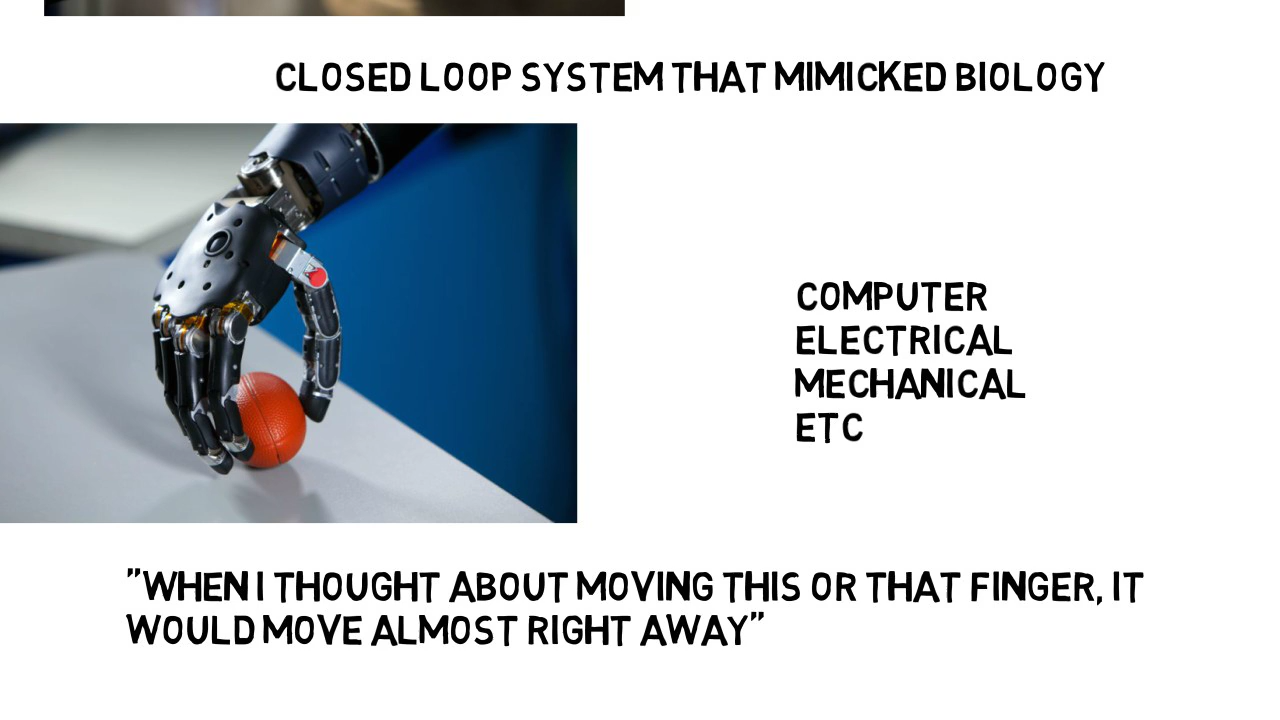 CLOSED LOOP SYSTEM THAT MIMICKED BIOLOGY
COMPUTER
ELECTRICAL
MECHANICAL
ETC
"WHEN I THOUGHT ABOUT MOVING THIS OR THAT FINGER, IT
WOULD MOVE ALMOST RIGHT AWAY"